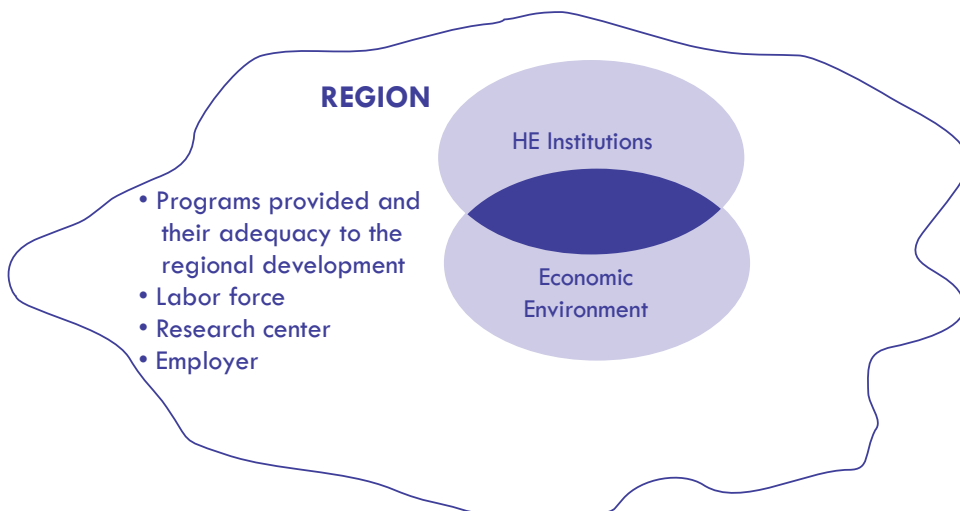 REGION
HE Institutions
• Programs provided and
their adequacy to the
regional development
• Labor force
• Research center
• Employer
Economic
Environment